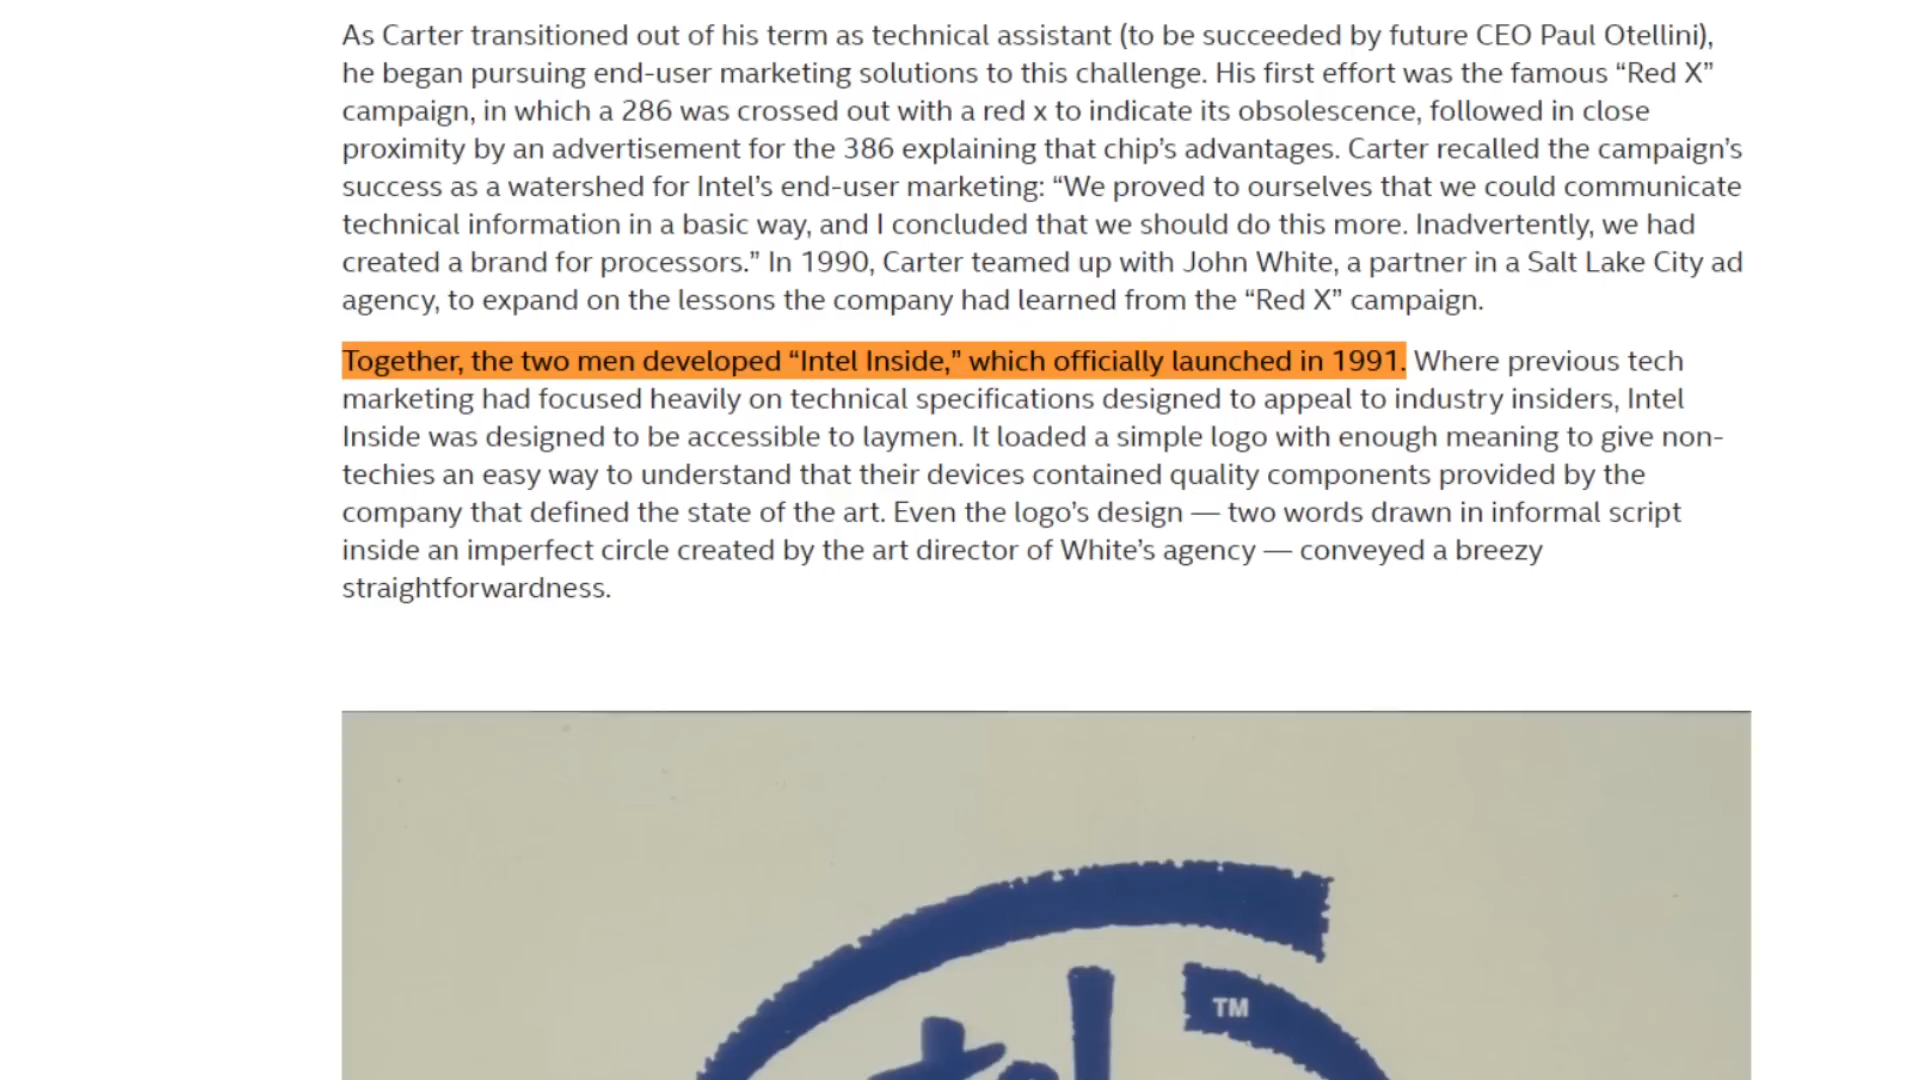 As Carter transitioned out of his term as technical assistant (to be succeeded by future CEO Paul Otellini),
he began pursuing end-user marketing solutions to this challenge. His first effort was the famous “Red X”
campaign, in which a 286 was crossed out with a red x to indicate its obsolescence, followed in close
proximity by an advertisement for the 386 explaining that chip’s advantages. Carter recalled the campaign’s
success as a watershed for Intel’s end-user marketing: “We proved to ourselves that we could communicate
technical information in a basic way, and I concluded that we should do this more. Inadvertently, we had
created a brand for processors.” In 1990, Carter teamed up with John White, a partner in a Salt Lake City ad
agency, to expand on the lessons the company had learned from the “Red X” campaign.
Together, the two men developed “Intel Inside,” which officially launched in 1991. Where previous tech
marketing had focused heavily on technical specifications designed to appeal to industry insiders, Intel
Inside was designed to be accessible to laymen. It loaded a simple logo with enough meaning to give non-
techies an easy way to understand that their devices contained quality components provided by the
company that defined the state of the art. Even the logo’s design — two words drawn in informal script
inside an imperfect circle created by the art director of White’s agency — conveyed a breezy
straightforwardness.
TM